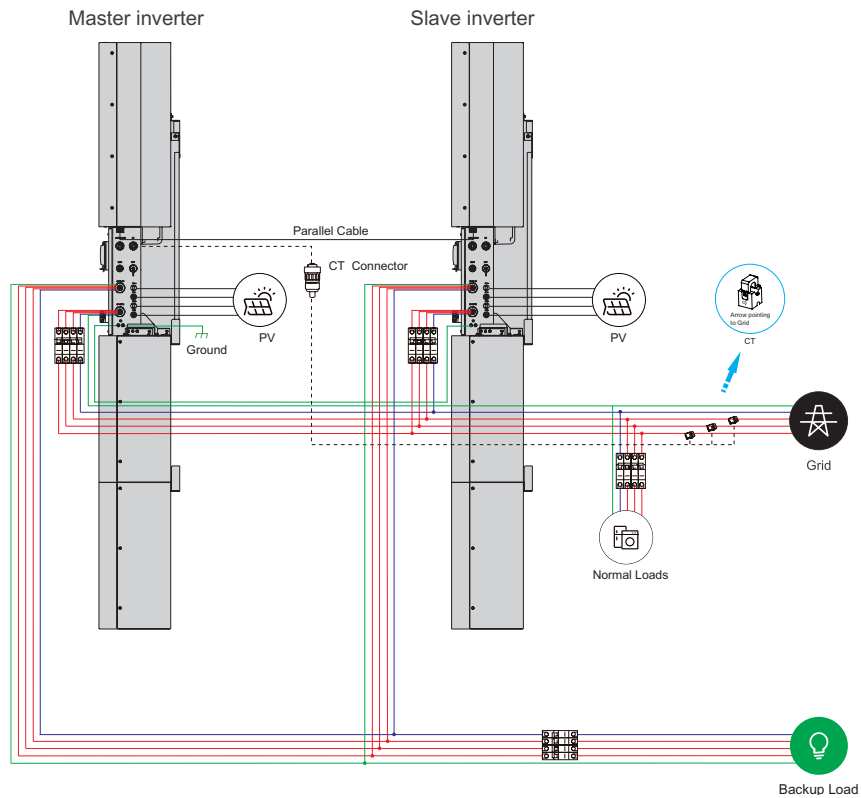 Master inverter
Slave inverter
Parallel Cable
CT Connector
PV
PV
Ground
Arrow pointing
to Grid
CT
Grid
Normal Loads
Backup Load